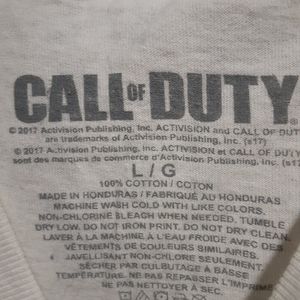 CALL OF DUTY®
© 2017 Activision Publishing, Inc. ACTIVISION and CALL OF DUTY
are trademarks of Activision Publishing, Inc. (s17)
© 2017 Activision Publishing, Inc. ACTIVISION et CALL OF DUTY
sont des marques de commerce d'Activision Publishing, Inc. (s17
L / G
100% COTTON / COTON
MADE IN HONDURAS / FABRIQUÉ AU HONDURAS
MACHINE WASH COLD WITH LIKE COLORS.
NON-CHLORINE BLEACH WHEN NEEDED. TUMBLE
DRY LOW. DO NOT IRON PRINT. DO NOT DRY CLEAN.
LAVER À LA MACHINE À L'EAU FROIDE AVEC DES
VÊTEMENTS DE COULEURS SIMILAIRES.
JAVELLISANT NON-CHLORE SEULEMENT.
SÉCHER PAR CULBUTAGE À BASSE
TEMPÉRATURE. NE PAS REPASSER L'IMPRIMÉ
NE PAS NETTOYER À SEC.